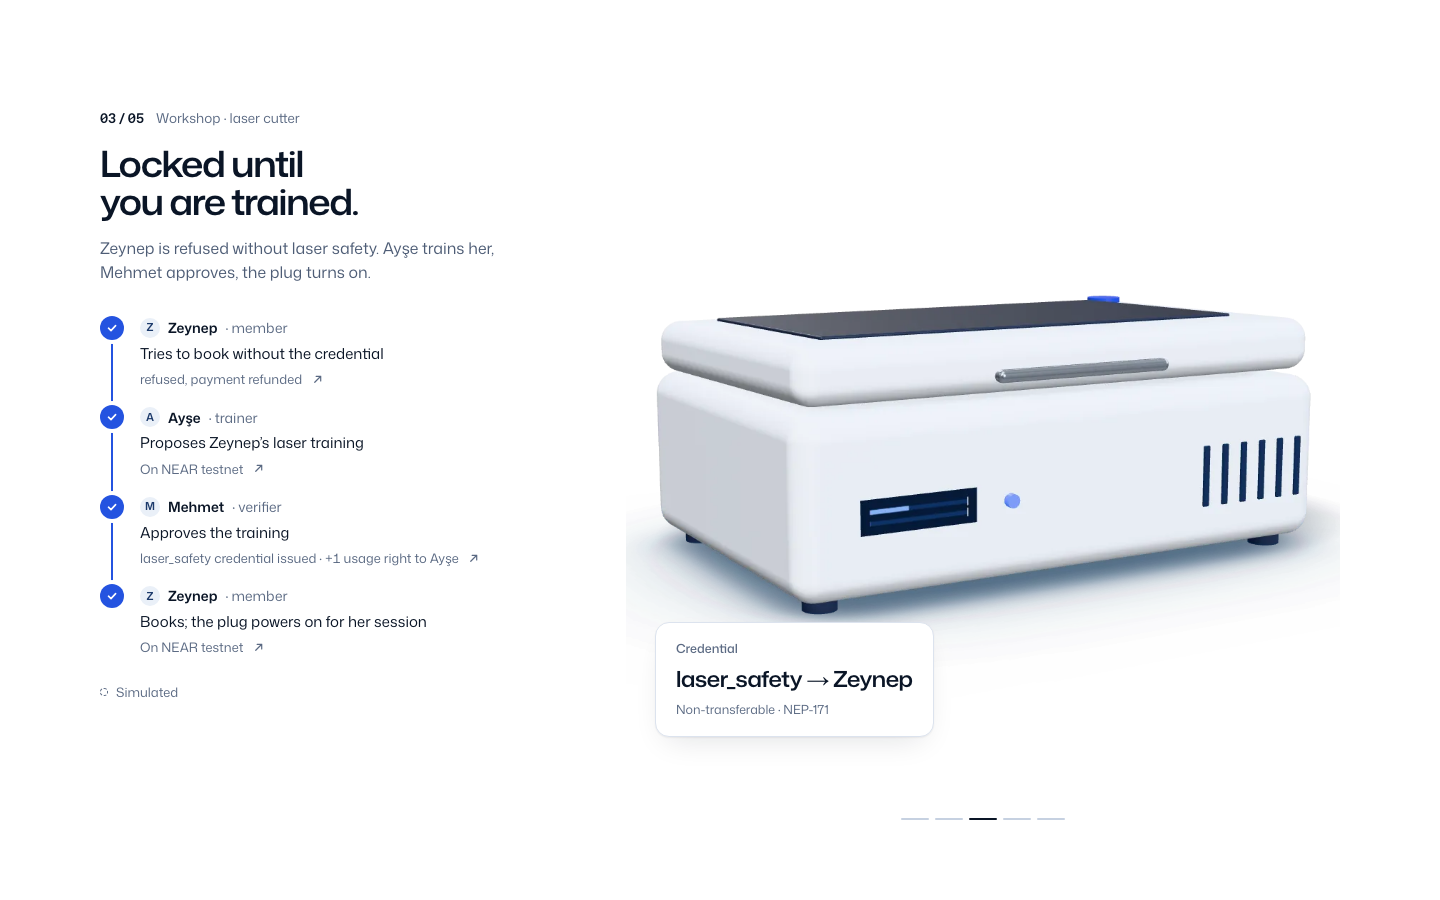 03 / 05 Workshop · laser cutter
Locked until
you are trained.
Zeynep is refused without laser safety. Ayşe trains her,
Mehmet approves, the plug turns on.
Z Zeynep · member
Tries to book without the credential
refused, payment refunded ↗
A Ayşe · trainer
Proposes Zeynep’s laser training
On NEAR testnet ↗
M Mehmet · verifier
Approves the training
laser_safety credential issued · +1 usage right to Ayşe ↗
Z Zeynep · member
Books; the plug powers on for her session
On NEAR testnet ↗
Simulated
Credential
laser_safety → Zeynep
Non-transferable · NEP-171